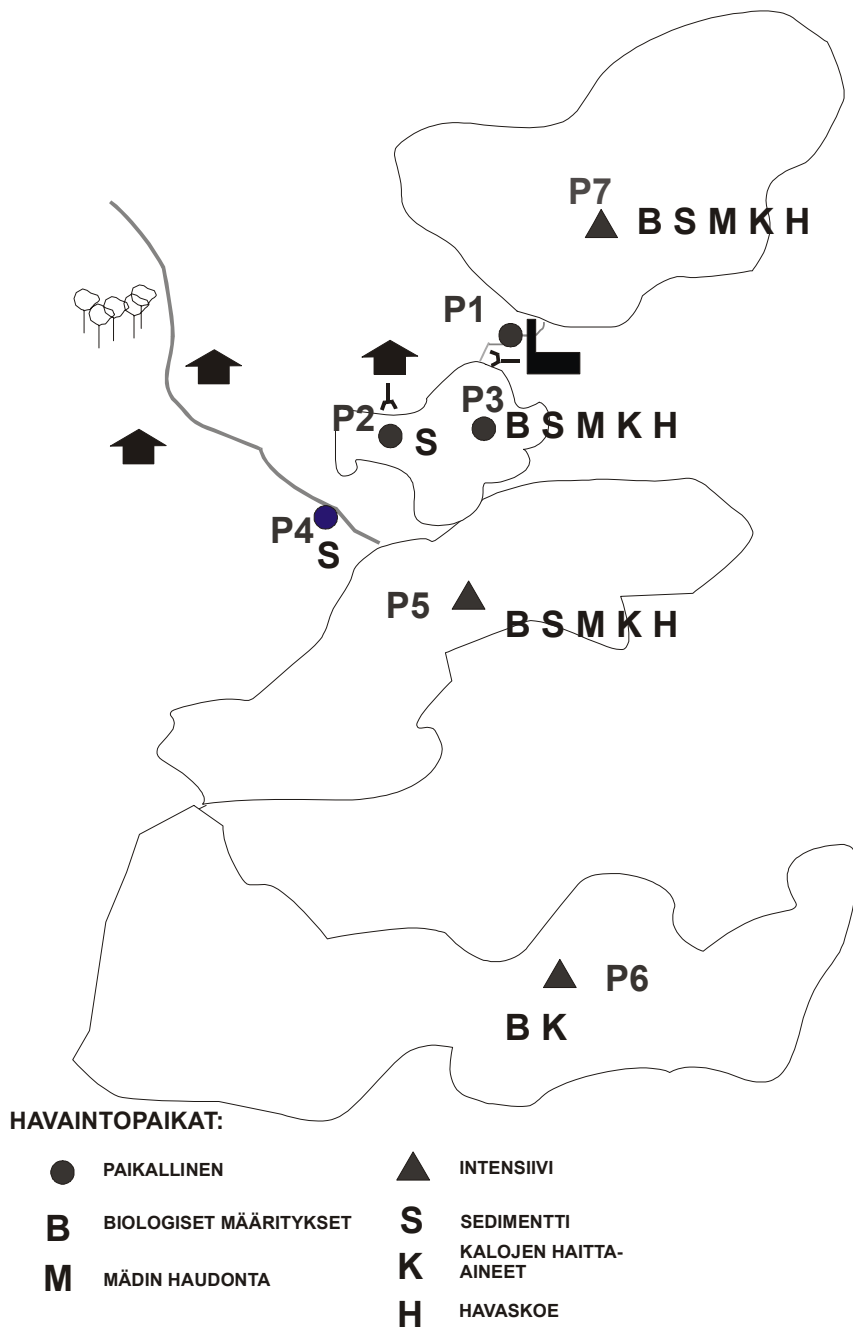 P7
B S M K H
P1
P2
S
P3
B S M K H
P4
S
P5
B S M K H
P6
B K
HAVAINTOPAIKAT:
PAIKALLINEN
INTENSIIVI
B BIOLOGISET MÄÄRITYKSET
S SEDIMENTTI
M MÄDIN HAUDONTA
K KALOJEN HAITTA-
AINEET
H HAVASKOE